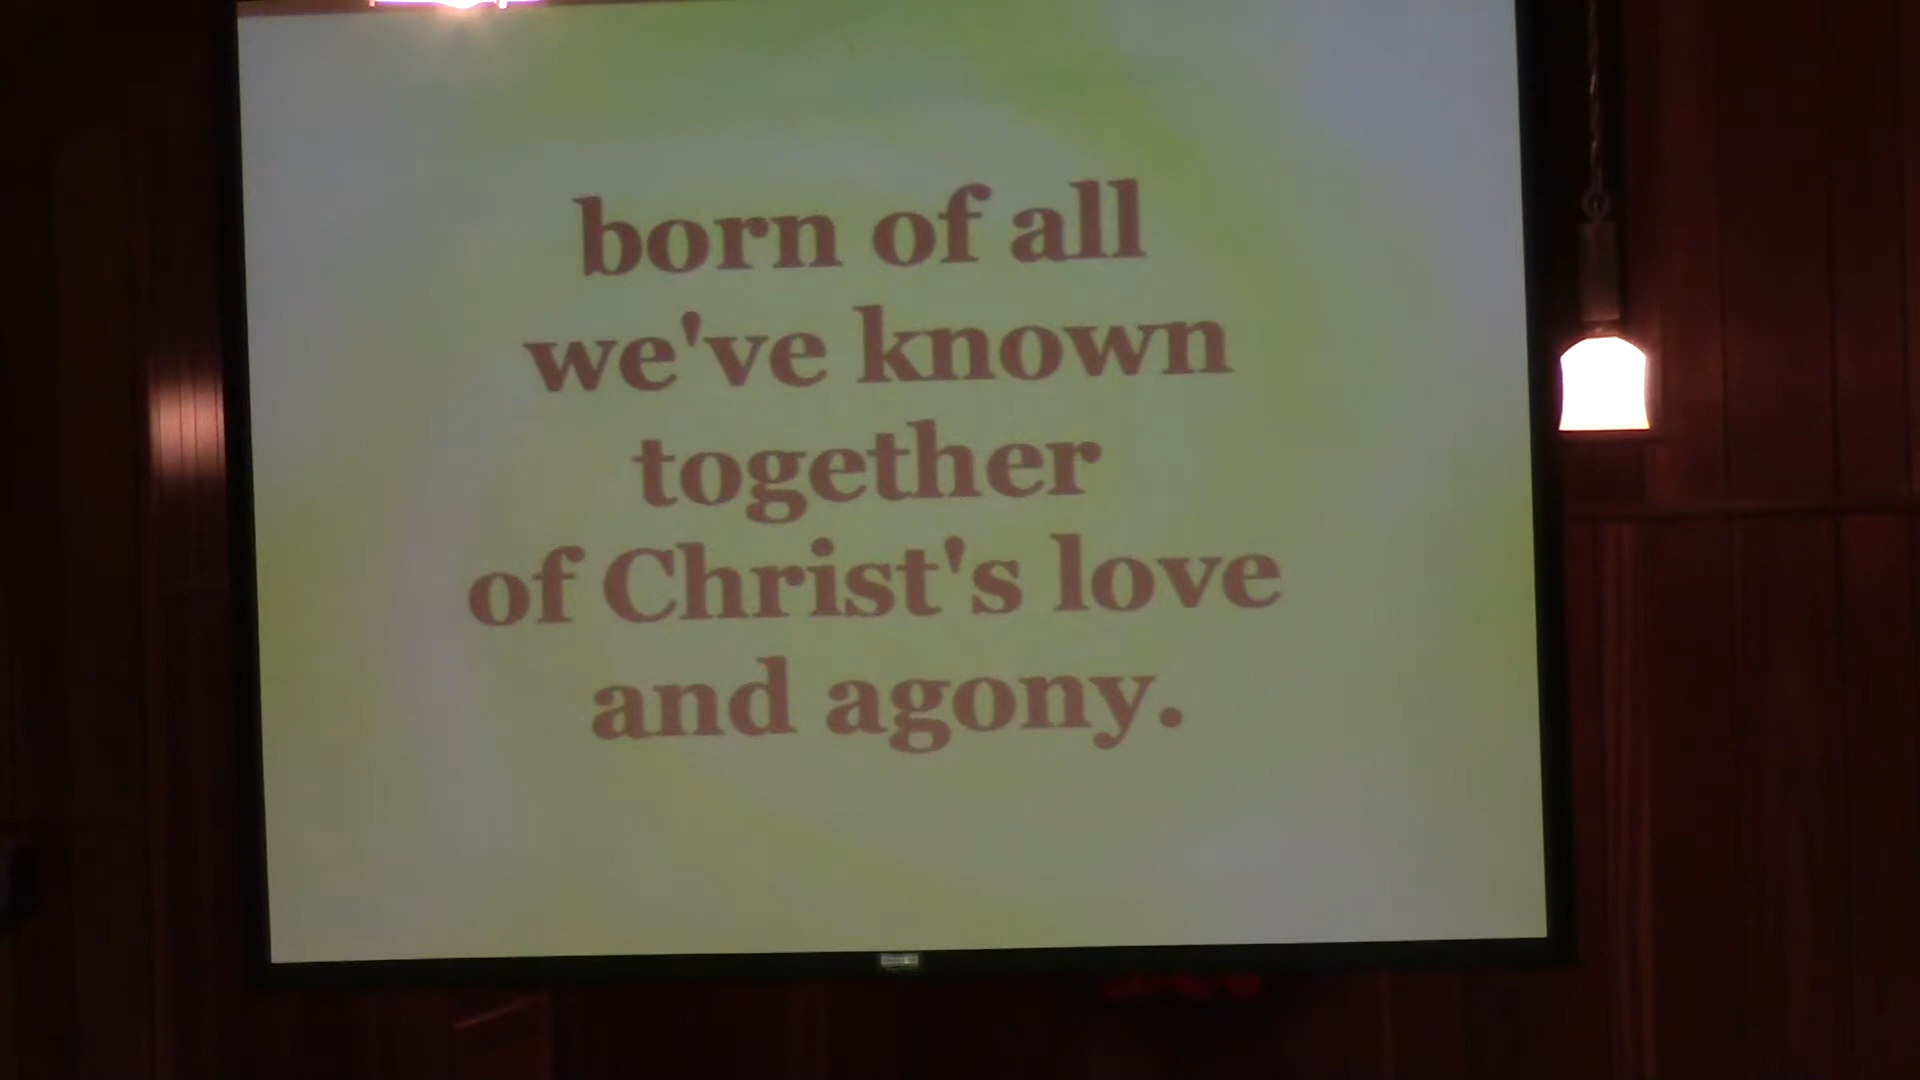 born of all
we've known
together
of Christ's love
and agony.